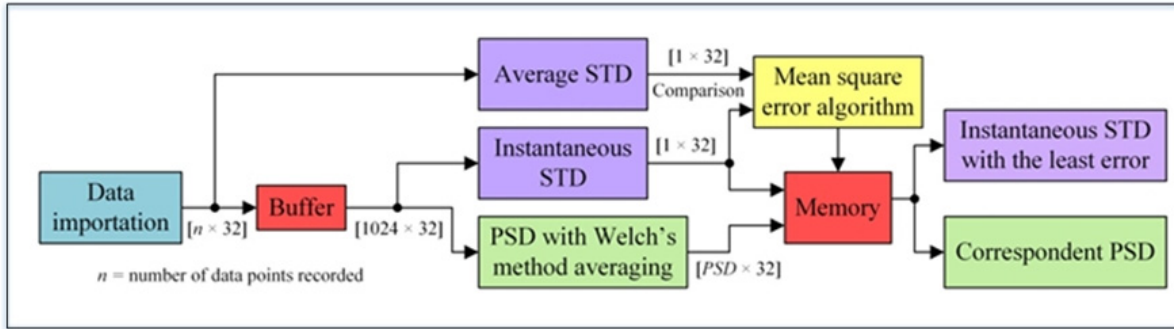 Data
importation
[n × 32]
n = number of data points recorded
Buffer
[1024 × 32]
Average STD
[1 × 32]
Comparison
Instantaneous
STD
[1 × 32]
PSD with Welch's
method averaging
[PSD × 32]
Mean square
error algorithm
Memory
Instantaneous STD
with the least error
Correspondent PSD